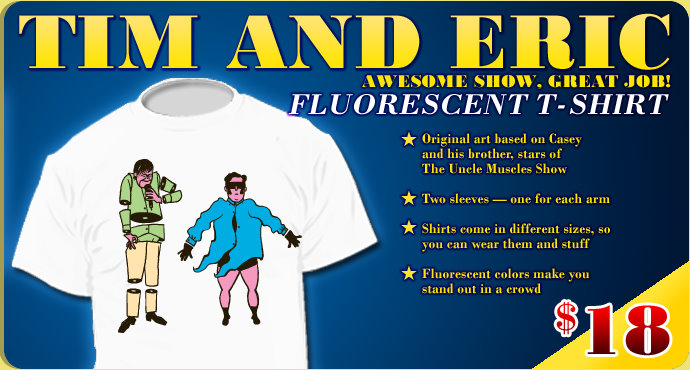 TIM AND ERIC
AWESOME SHOW, GREAT JOB!
FLUORESCENT T-SHIRT
Original art based on Casey
and his brother, stars of
The Uncle Muscles Show
Two sleeves — one for each arm
Shirts come in different sizes, so
you can wear them and stuff
Fluorescent colors make you
stand out in a crowd
$18